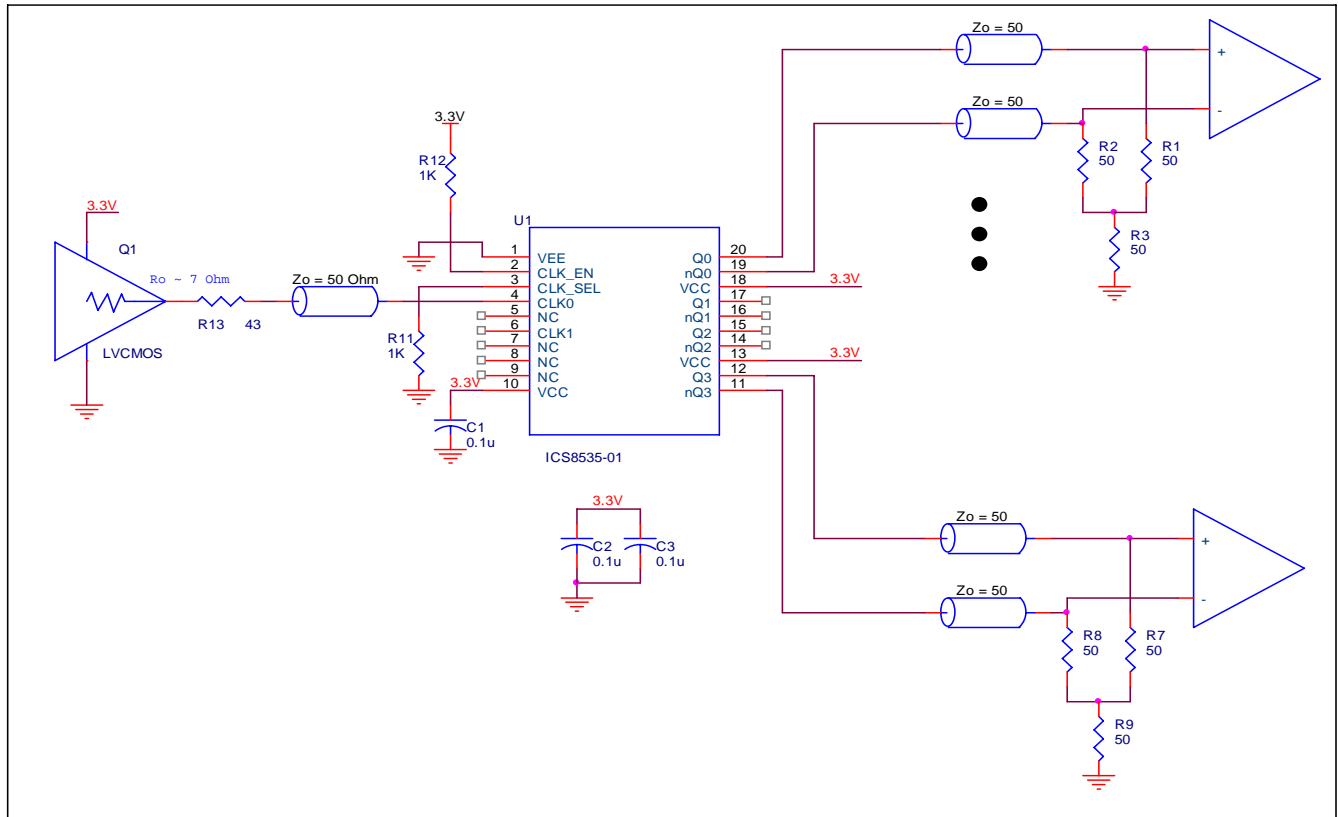 Zo = 50
+
-
Zo = 50
R2
50
R1
50
R3
50
3.3V
R12
1K
3.3V
Q1
Ro ~ 7 Ohm
R13 43
LVCMOS
Zo = 50 Ohm
R11
1K
3.3V
C1
0.1u
U1
1 VEE
2 CLK_EN
3 CLK_SEL
4 CLK0
5 NC
6 CLK1
7 NC
8 NC
9 NC
10 VCC
Q0 20
nQ0 19
VCC 18
Q1 17
nQ1 16
Q2 15
nQ2 14
VCC 13
Q3 12
nQ3 11
3.3V
3.3V
ICS8535-01
3.3V
C2
0.1u
C3
0.1u
Zo = 50
+
-
Zo = 50
R8
50
R7
50
R9
50